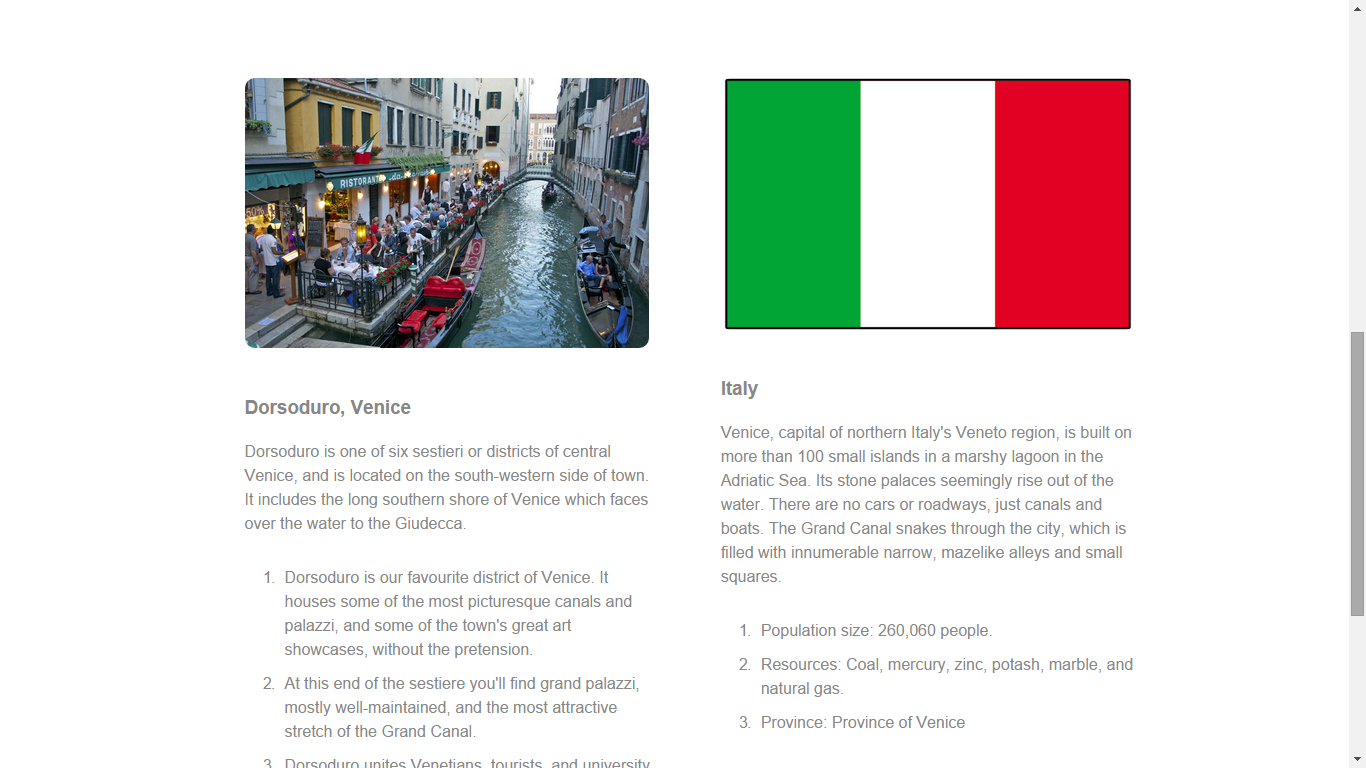 RISTORANTE
Dorsoduro, Venice
Dorsoduro is one of six sestieri or districts of central
Venice, and is located on the south-western side of town.
It includes the long southern shore of Venice which faces
over the water to the Giudecca.
1. Dorsoduro is our favourite district of Venice. It
houses some of the most picturesque canals and
palazzi, and some of the town's great art
showcases, without the pretension.
2. At this end of the sestiere you'll find grand palazzi,
mostly well-maintained, and the most attractive
stretch of the Grand Canal.
3. Dorsoduro unites Venetians, tourists, and university
Italy
Venice, capital of northern Italy's Veneto region, is built on
more than 100 small islands in a marshy lagoon in the
Adriatic Sea. Its stone palaces seemingly rise out of the
water. There are no cars or roadways, just canals and
boats. The Grand Canal snakes through the city, which is
filled with innumerable narrow, mazelike alleys and small
squares.
1. Population size: 260,060 people.
2. Resources: Coal, mercury, zinc, potash, marble, and
natural gas.
3. Province: Province of Venice